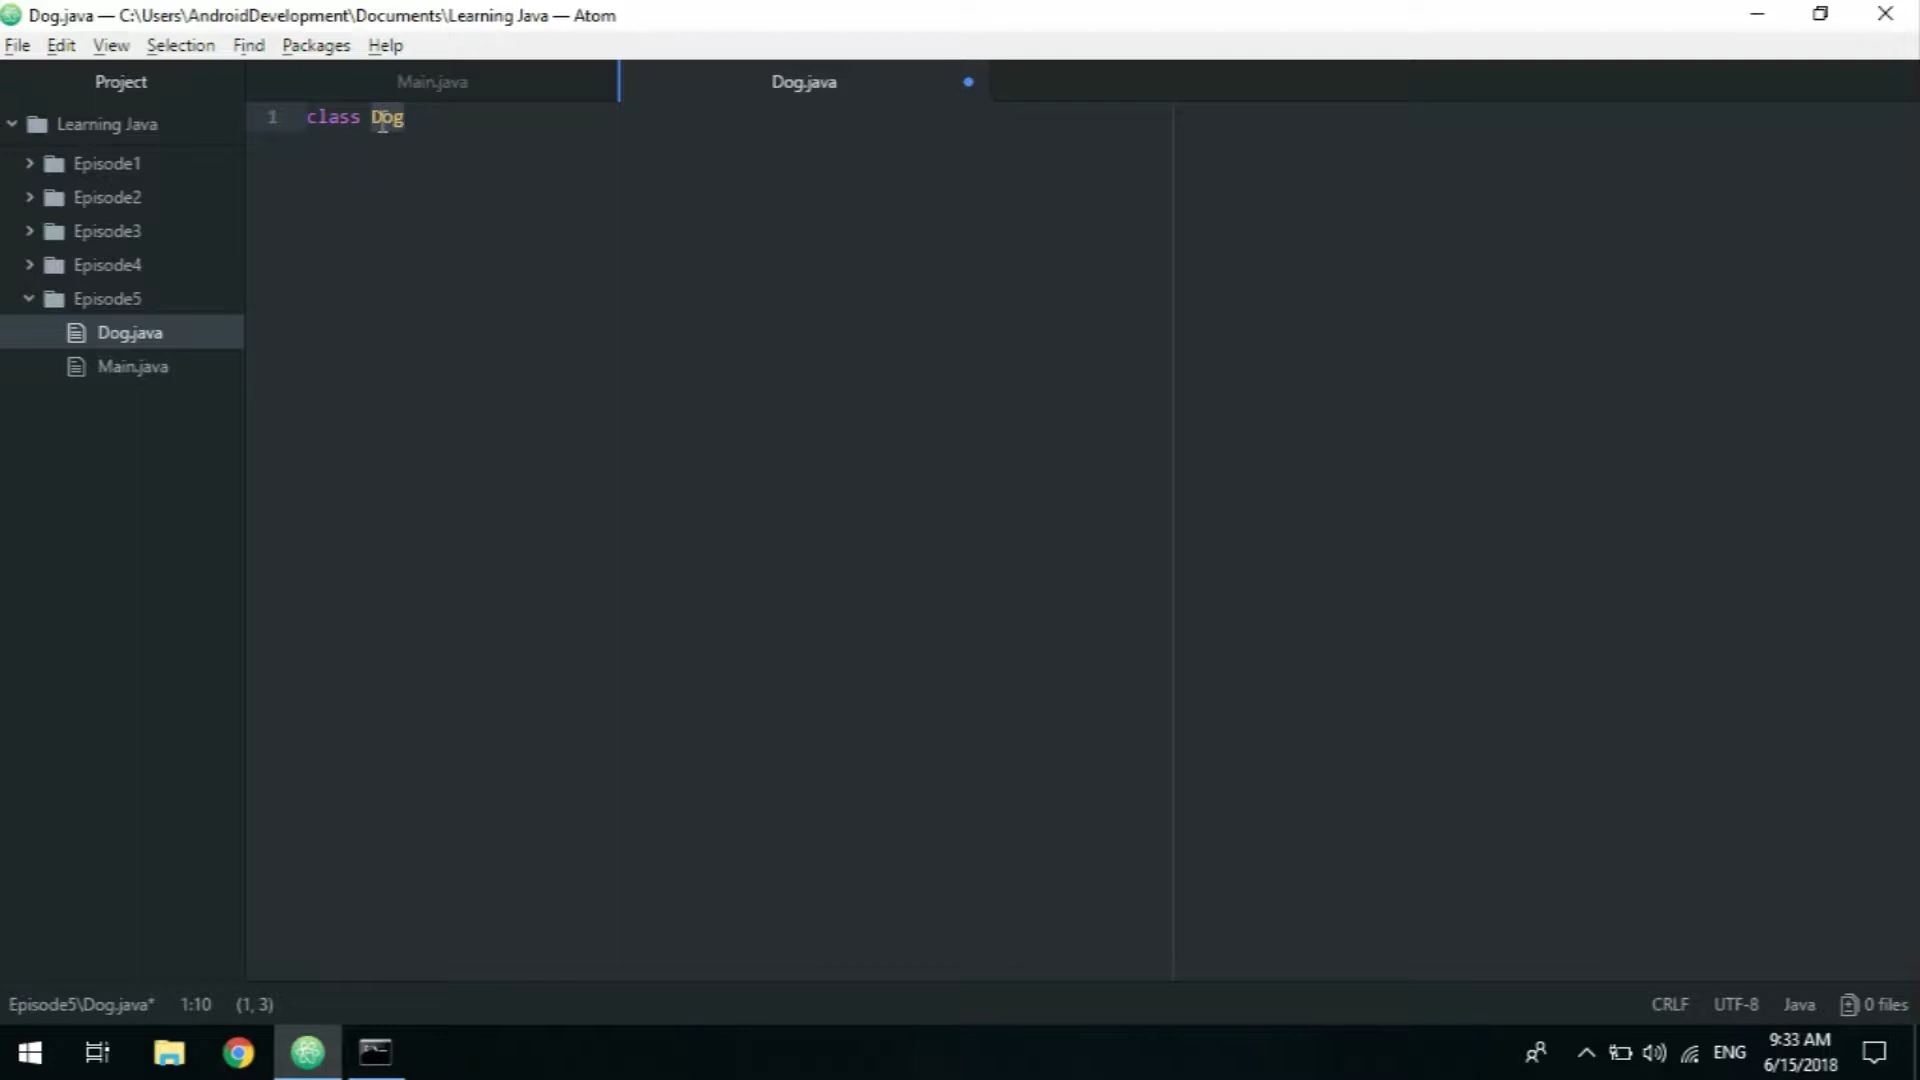 Dog.java — C:\Users\AndroidDevelopment\Documents\Learning Java — Atom
File Edit View Selection Find Packages Help
Project
Main.java
Dog.java
Learning Java
Episode1
Episode2
Episode3
Episode4
Episode5
Dog.java
Main.java
1 class Dog
Episode5\Dog.java* 1:10 (1, 3)
CRLF UTF-8 Java 0 files
ENG
9:33 AM
6/15/2018